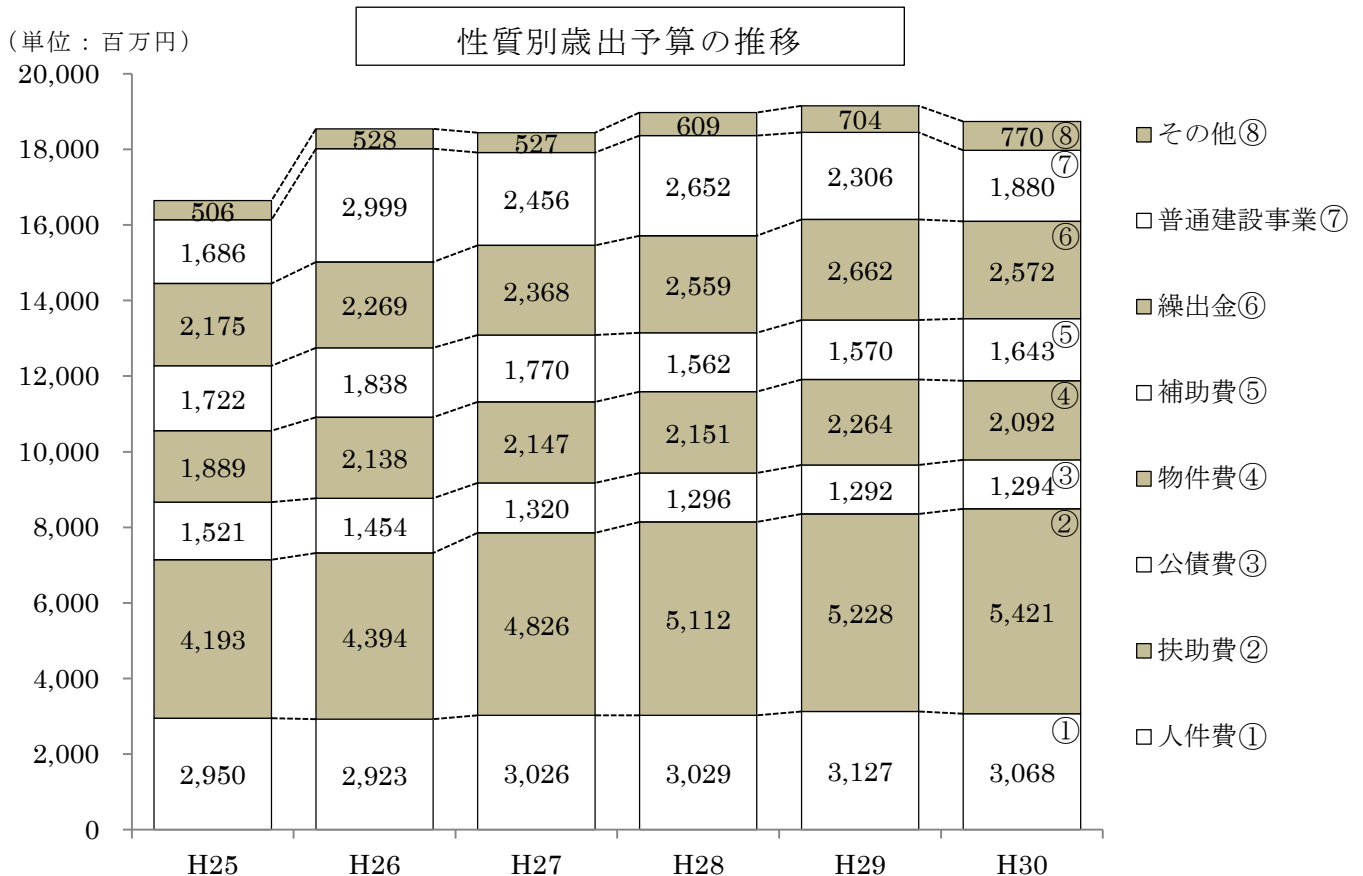 性質別歳出予算の推移
(単位：百万円)
20,000
18,000
16,000
14,000
12,000
10,000
8,000
6,000
4,000
2,000
0
506 528 527 609 704 770 ⑧
1,686 2,999 2,456 2,652 2,306 1,880 ⑦
2,175 2,269 2,368 2,559 2,662 2,572 ⑥
1,722 1,838 1,770 1,562 1,570 1,643 ⑤
1,889 2,138 2,147 2,151 2,264 2,092 ④
1,521 1,454 1,320 1,296 1,292 1,294 ③
4,193 4,394 4,826 5,112 5,228 5,421 ②
2,950 2,923 3,026 3,029 3,127 3,068 ①
H25 H26 H27 H28 H29 H30
その他⑧
普通建設事業⑦
繰出金⑥
補助費⑤
物件費④
公債費③
扶助費②
人件費①